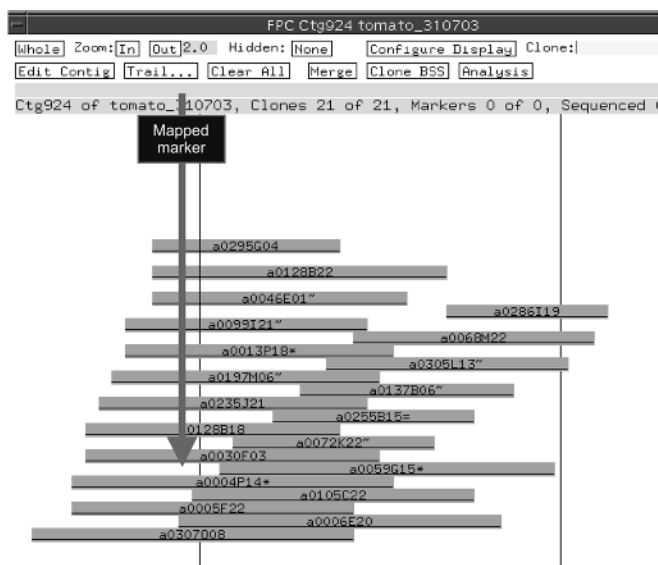 FPC Ctg924 tomato_310703
Whole Zoom: In Out 2.0 Hidden: None Configure Display Clone:
Edit Contig Trail... Clear All Merge Clone BSS Analysis
Ctg924 of tomato_310703, Clones 21 of 21, Markers 0 of 0, Sequenced
Mapped
marker
a0295G04
a0128B22
a0046E01~
a0286I19
a0099I21~
a0068M22
a0013P18*
a0305L13~
a0197M06~
a0137B06~
a0235J21
a0255B15=
0128B18
a0072K22~
a0030F03
a0059G15*
a0004P14*
a0105C22
a0005F22
a0006E20
a0307D08